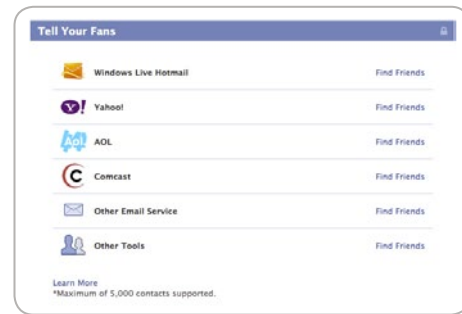 Tell Your Fans
Windows Live Hotmail Find Friends
Y! Yahoo! Find Friends
Aol. AOL Find Friends
C Comcast Find Friends
Other Email Service Find Friends
Other Tools Find Friends
Learn More
*Maximum of 5,000 contacts supported.